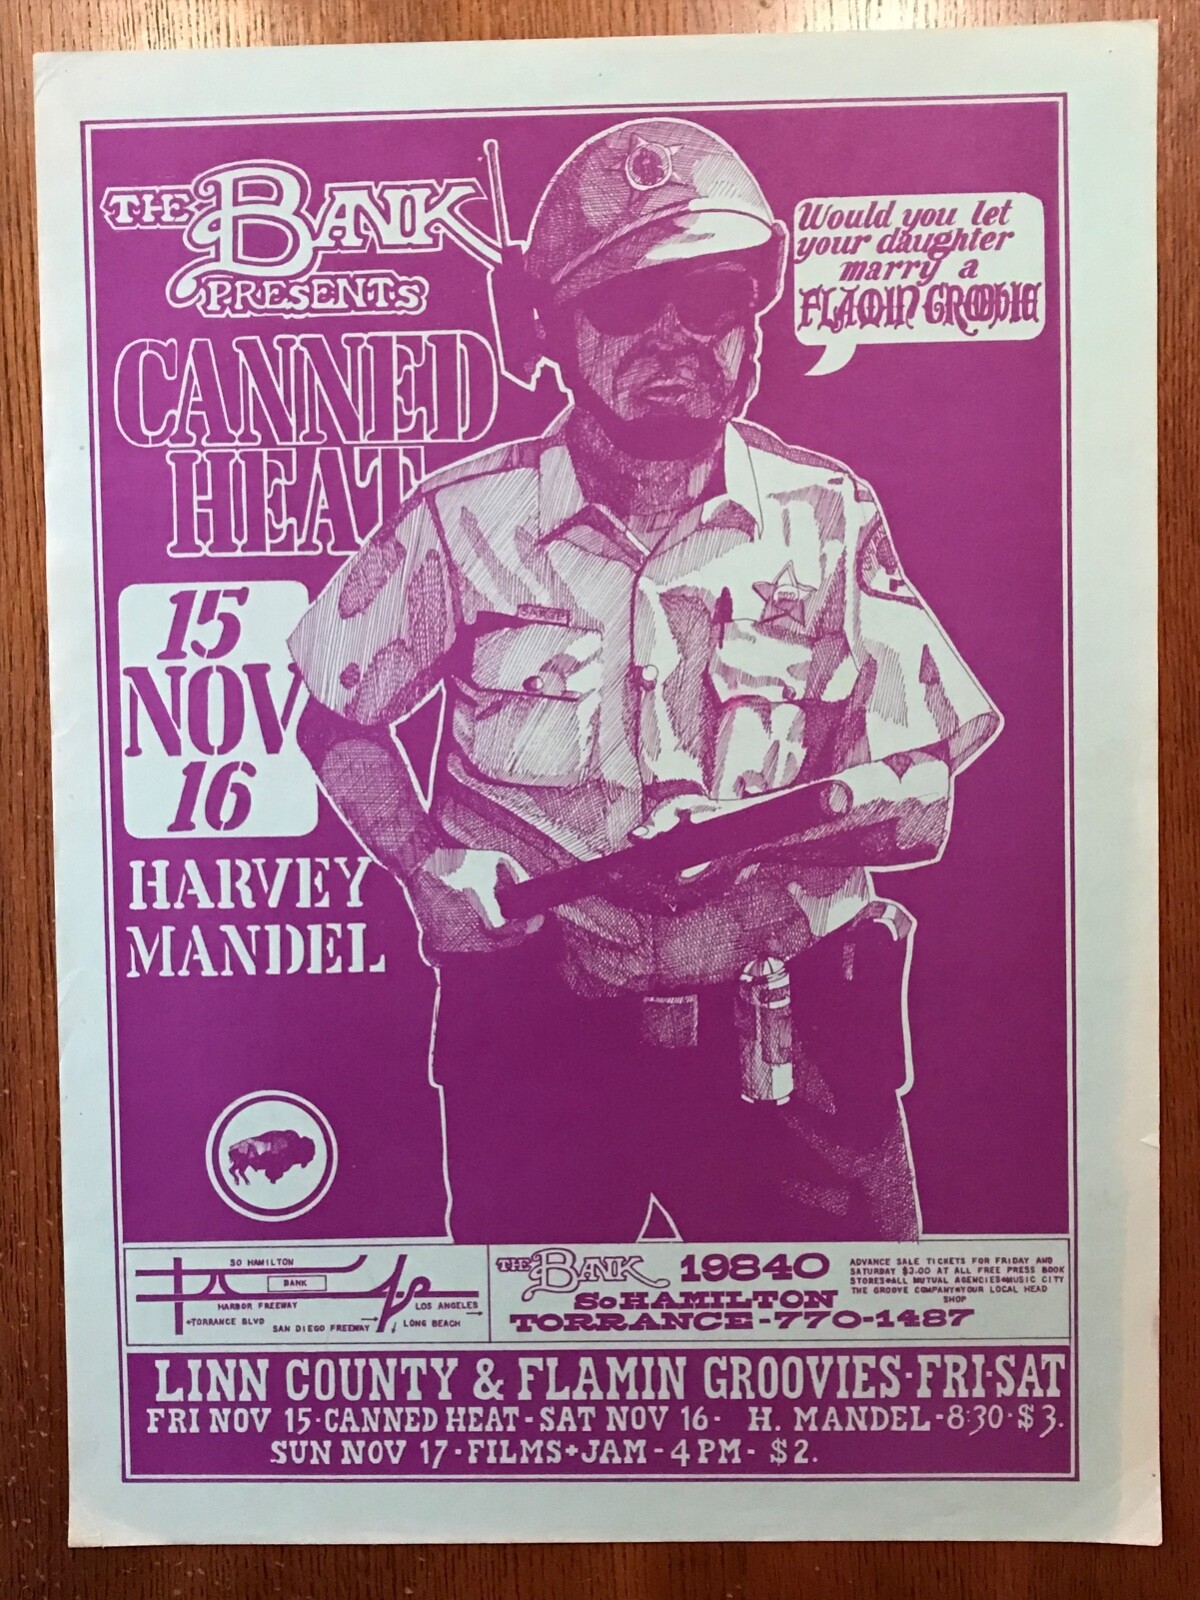 THE BANK
PRESENTS
CANNED
HEAT
15
NOV
16
HARVEY
MANDEL
Would you let
your daughter
marry a
FLAMIN GROOVIE
SO HAMILTON
BANK
HARBOR FREEWAY
LOS ANGELES
TORRANCE BLVD
SAN DIEGO FREEWAY
LONG BEACH
THE BANK 19840
So HAMILTON
TORRANCE-770-1487
ADVANCE SALE TICKETS FOR FRIDAY AND
SATURDAY $3.00 AT ALL FREE PRESS BOOK
STORES•ALL MUTUAL AGENCIES•MUSIC CITY
THE GROOVE COMPANY•YOUR LOCAL HEAD
SHOP
LINN COUNTY & FLAMIN GROOVIES-FRI-SAT
FRI NOV 15-CANNED HEAT-SAT NOV 16- H. MANDEL-8:30-$3.
SUN NOV 17-FILMS+JAM-4PM-$2.